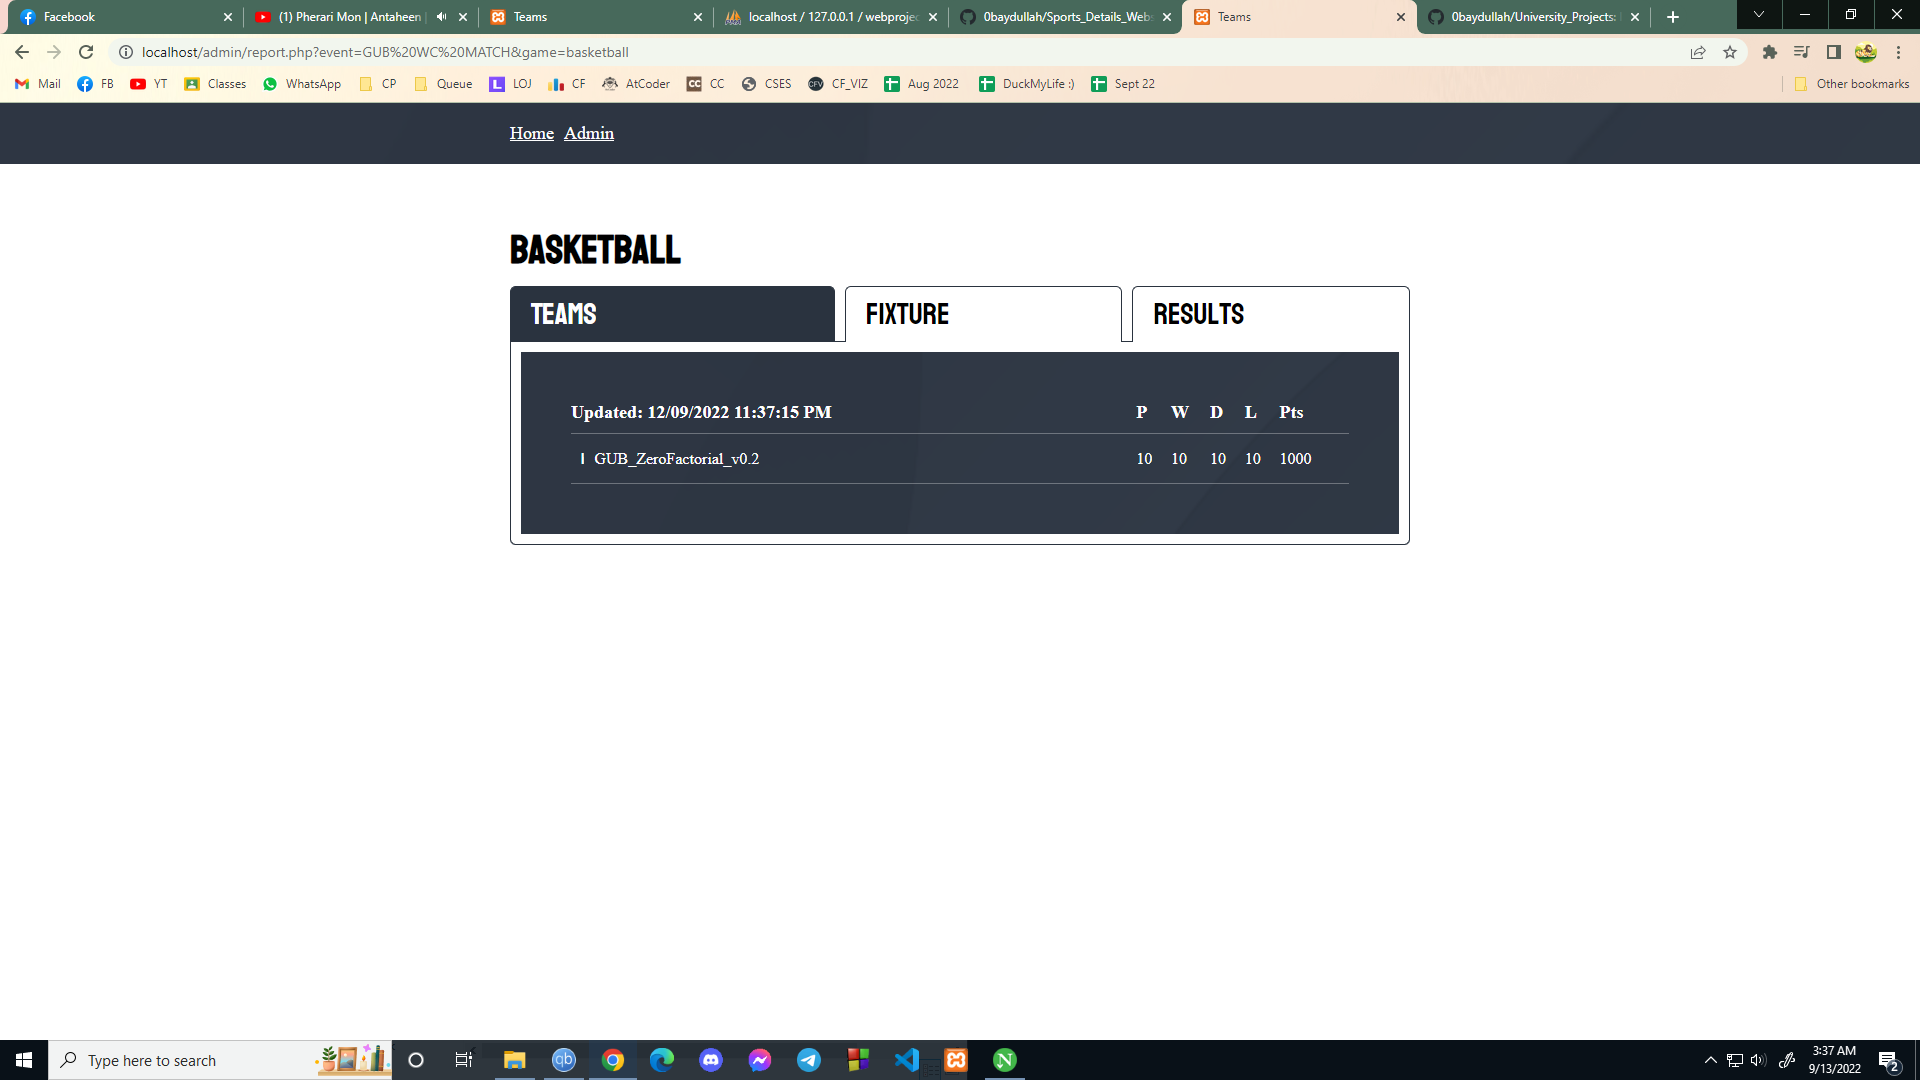 Facebook
(1) Pherari Mon | Antaheen |
Teams
localhost / 127.0.0.1 / webprojec
0baydullah/Sports_Details_Webs
Teams
0baydullah/University_Projects:
localhost/admin/report.php?event=GUB%20WC%20MATCH&game=basketball
Mail FB YT Classes WhatsApp CP Queue LOJ CF AtCoder CC CSES CF_VIZ Aug 2022 DuckMyLife :) Sept 22 Other bookmarks
Home Admin
BASKETBALL
TEAMS FIXTURE RESULTS
Updated: 12/09/2022 11:37:15 PM P W D L Pts
I GUB_ZeroFactorial_v0.2 10 10 10 10 1000
Type here to search
3:37 AM
9/13/2022
2